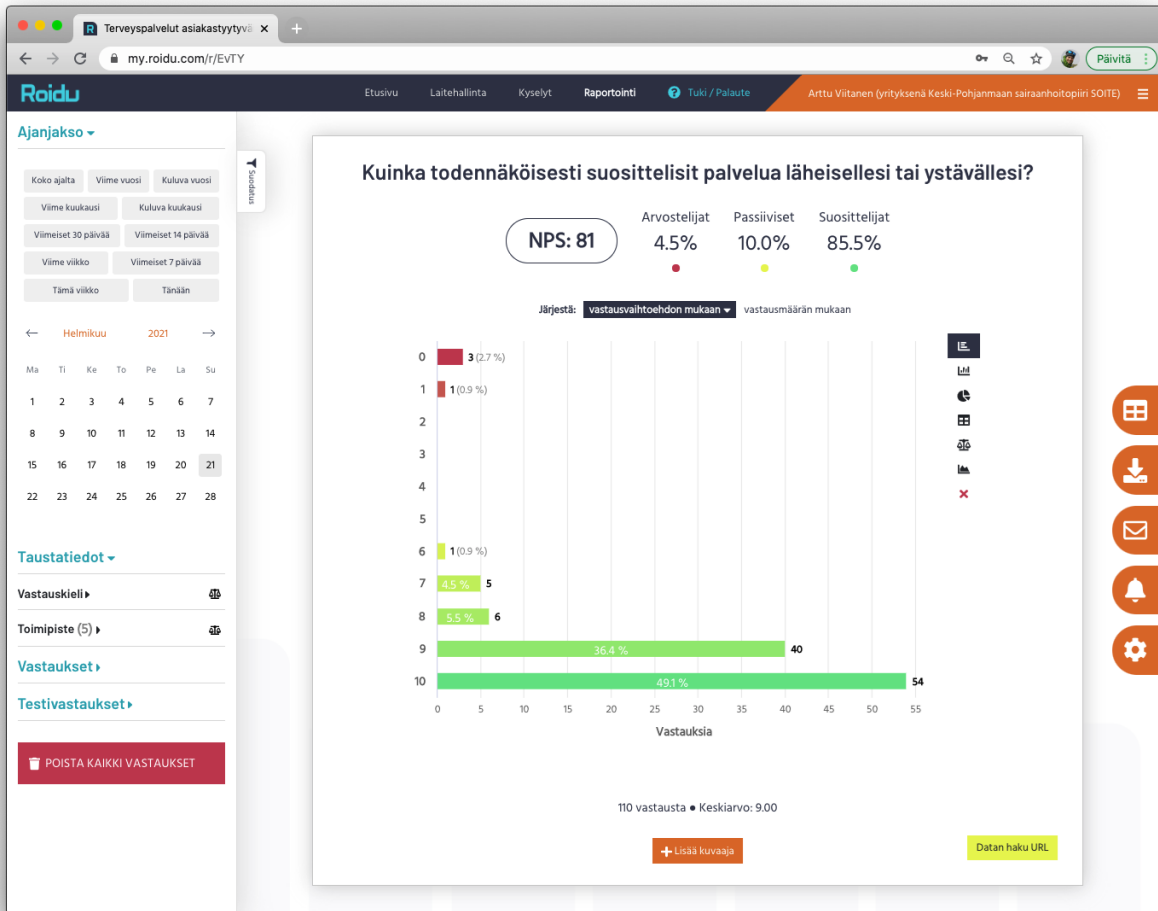 Terveyspalvelut asiakastyytyvä
my.roidu.com/r/EvTY
Päivitä
Roidu
Etusivu Laitehallinta Kyselyt Raportointi Tuki / Palaute
Arttu Viitanen (yrityksenä Keski-Pohjanmaan sairaanhoitopiiri SOITE)
Ajanjakso
Koko ajalta Viime vuosi Kuluva vuosi
Viime kuukausi Kuluva kuukausi
Viimeiset 30 päivää Viimeiset 14 päivää
Viime viikko Viimeiset 7 päivää
Tämä viikko Tänään
Helmikuu 2021
Ma Ti Ke To Pe La Su
1 2 3 4 5 6 7
8 9 10 11 12 13 14
15 16 17 18 19 20 21
22 23 24 25 26 27 28
Taustatiedot
Vastauskieli
Toimipiste (5)
Vastaukset
Testivastaukset
POISTA KAIKKI VASTAUKSET
Suodatus
Kuinka todennäköisesti suosittelisit palvelua läheisellesi tai ystävällesi?
NPS: 81
Arvostelijat Passiiviset Suosittelijat
4.5% 10.0% 85.5%
Järjestä: vastausvaihtoehdon mukaan vastausmäärän mukaan
0 3 (2.7 %)
1 1 (0.9 %)
2
3
4
5
6 1 (0.9 %)
7 4.5 % 5
8 5.5 % 6
9 36.4 % 40
10 49.1 % 54
0 5 10 15 20 25 30 35 40 45 50 55
Vastauksia
110 vastausta ● Keskiarvo: 9.00
Lisää kuvaaja
Datan haku URL